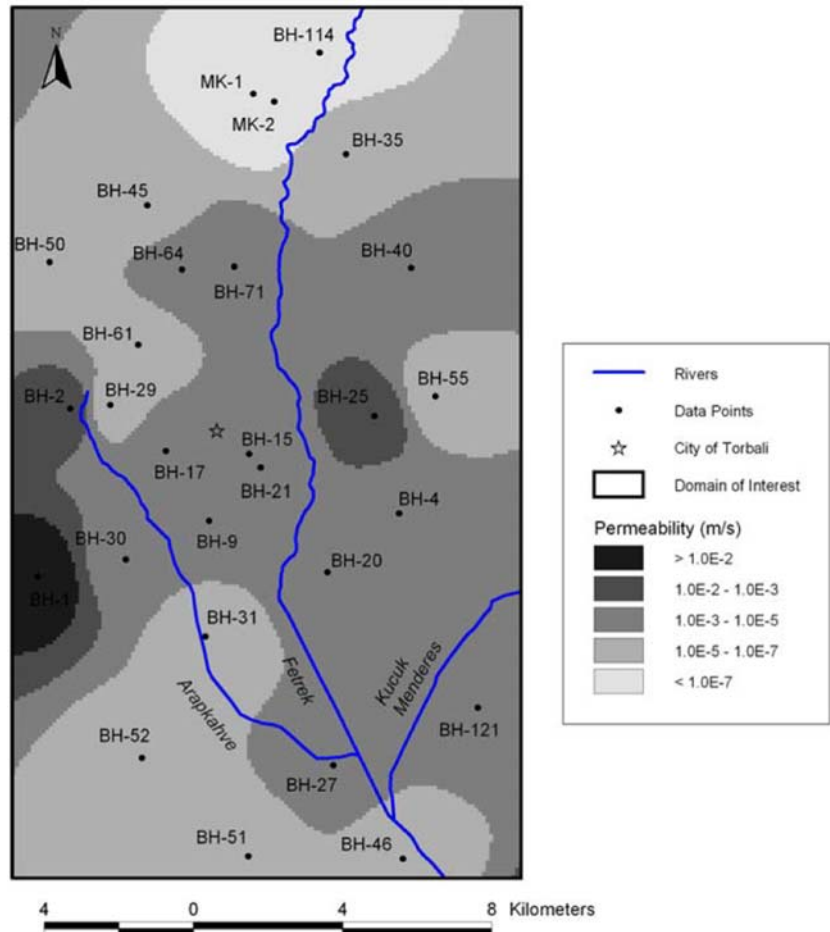 N
BH-114
MK-1
MK-2
BH-35
BH-45
BH-50
BH-64
BH-71
BH-40
BH-61
BH-2
BH-29
BH-25
BH-55
BH-15
BH-17
BH-21
BH-4
BH-9
BH-30
BH-20
BH-1
BH-31
Arapkahve
Fetrek
Kucuk
Menderes
BH-121
BH-52
BH-27
BH-51
BH-46
4 0 4 8 Kilometers
Rivers
Data Points
City of Torbali
Domain of Interest
Permeability (m/s)
> 1.0E-2
1.0E-2 - 1.0E-3
1.0E-3 - 1.0E-5
1.0E-5 - 1.0E-7
< 1.0E-7